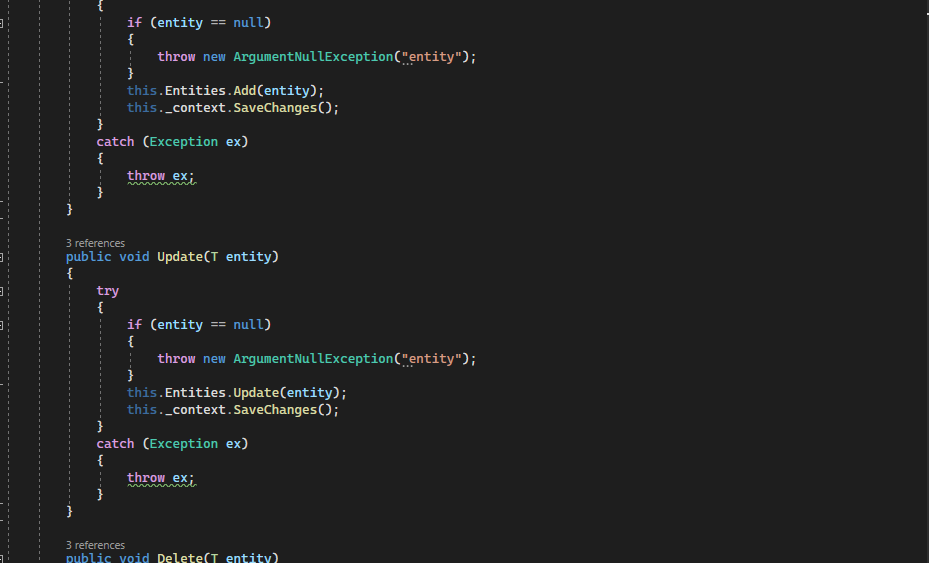 {
if (entity == null)
{
throw new ArgumentNullException("entity");
}
this.Entities.Add(entity);
this._context.SaveChanges();
}
catch (Exception ex)
{
throw ex;
}
}
3 references
public void Update(T entity)
{
try
{
if (entity == null)
{
throw new ArgumentNullException("entity");
}
this.Entities.Update(entity);
this._context.SaveChanges();
}
catch (Exception ex)
{
throw ex;
}
}
3 references
public void Delete(T entity)